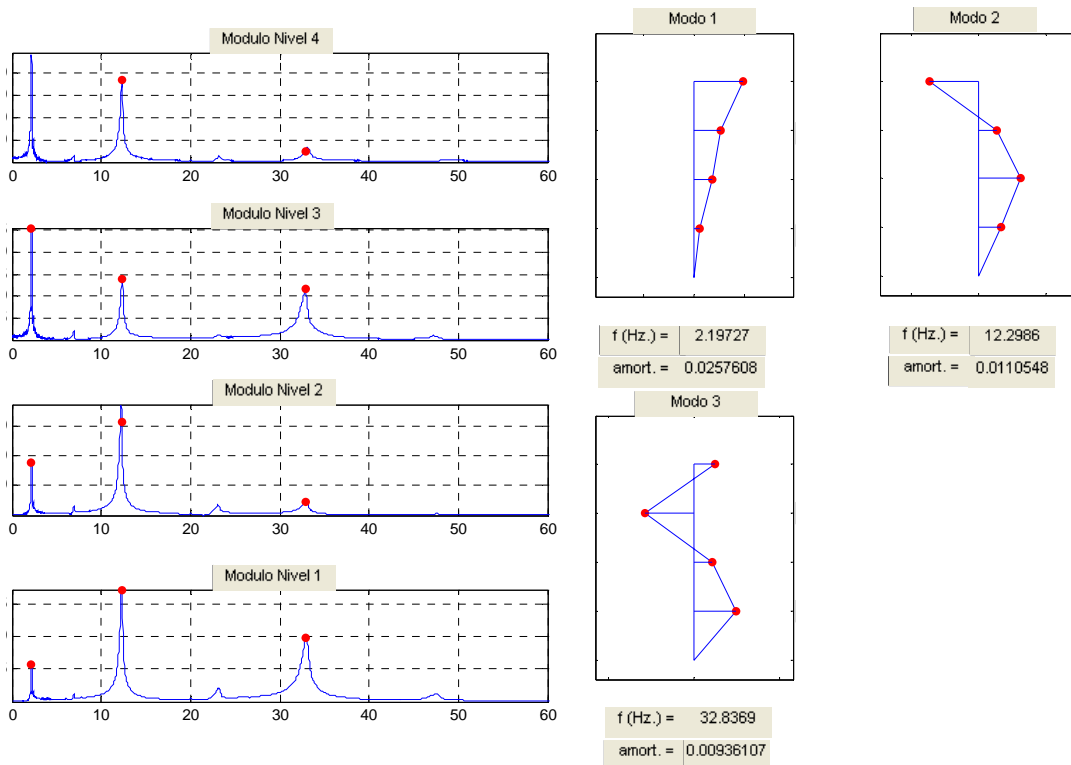 Modulo Nivel 4
0 10 20 30 40 50 60
Modulo Nivel 3
0 10 20 30 40 50 60
Modulo Nivel 2
0 10 20 30 40 50 60
Modulo Nivel 1
0 10 20 30 40 50 60
Modo 1
f (Hz.) = 2.19727
amort. = 0.0257608
Modo 2
f (Hz.) = 12.2986
amort. = 0.0110548
Modo 3
f (Hz.) = 32.8369
amort. = 0.00936107